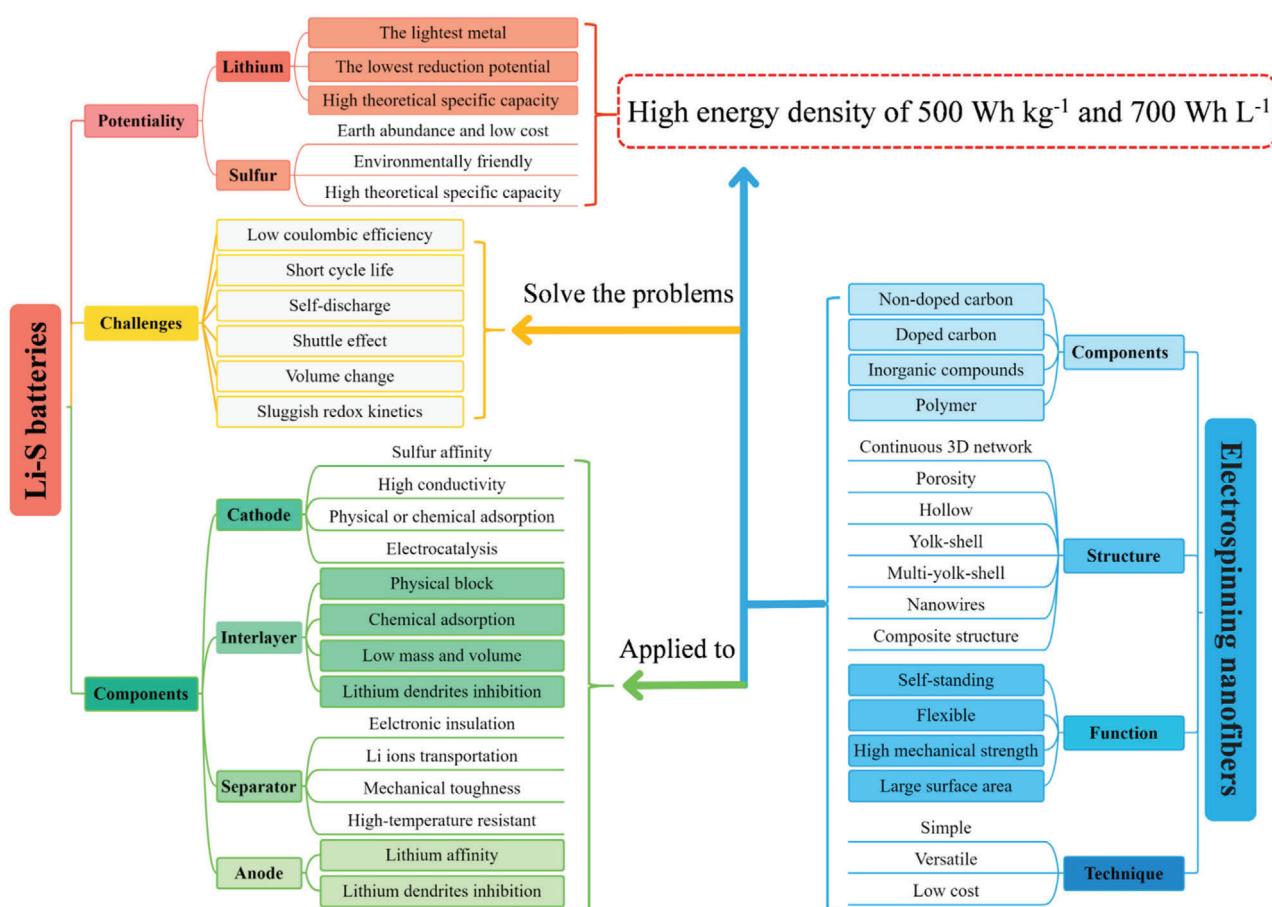 Li-S batteries
Potentiality
Lithium
The lightest metal
The lowest reduction potential
High theoretical specific capacity
Sulfur
Earth abundance and low cost
Environmentally friendly
High theoretical specific capacity
High energy density of 500 Wh kg⁻¹ and 700 Wh L⁻¹
Challenges
Low coulombic efficiency
Short cycle life
Self-discharge
Shuttle effect
Volume change
Sluggish redox kinetics
Solve the problems
Components
Cathode
Sulfur affinity
High conductivity
Physical or chemical adsorption
Electrocatalysis
Interlayer
Physical block
Chemical adsorption
Low mass and volume
Lithium dendrites inhibition
Separator
Eelctronic insulation
Li ions transportation
Mechanical toughness
High-temperature resistant
Anode
Lithium affinity
Lithium dendrites inhibition
Applied to
Non-doped carbon
Doped carbon
Inorganic compounds
Polymer
Components
Continuous 3D network
Porosity
Hollow
Yolk-shell
Multi-yolk-shell
Nanowires
Composite structure
Structure
Self-standing
Flexible
High mechanical strength
Large surface area
Function
Simple
Versatile
Low cost
Technique
Electrospinning nanofibers